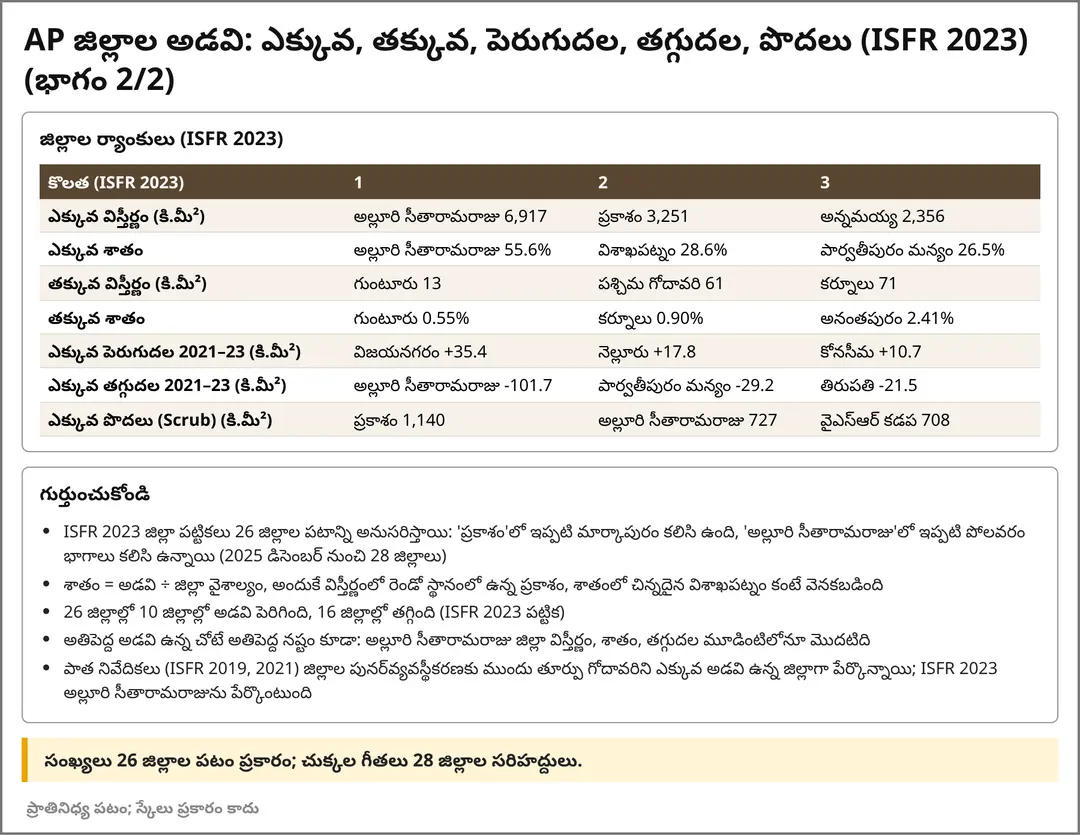 AP జిల్లాల అడవి: ఎక్కువ, తక్కువ, పెరుగుదల, తగ్గుదల, పొదలు (ISFR 2023)
(భాగం 2/2)
జిల్లాల ర్యాంకులు (ISFR 2023)
కొలత (ISFR 2023) 1 2 3
ఎక్కువ విస్తీర్ణం (కి.మీ²) అల్లూరి సీతారామరాజు 6,917 ప్రకాశం 3,251 అన్నమయ్య 2,356
ఎక్కువ శాతం అల్లూరి సీతారామరాజు 55.6% విశాఖపట్నం 28.6% పార్వతీపురం మన్యం 26.5%
తక్కువ విస్తీర్ణం (కి.మీ²) గుంటూరు 13 పశ్చిమ గోదావరి 61 కర్నూలు 71
తక్కువ శాతం గుంటూరు 0.55% కర్నూలు 0.90% అనంతపురం 2.41%
ఎక్కువ పెరుగుదల 2021–23 (కి.మీ²) విజయనగరం +35.4 నెల్లూరు +17.8 కోనసీమ +10.7
ఎక్కువ తగ్గుదల 2021–23 (కి.మీ²) అల్లూరి సీతారామరాజు -101.7 పార్వతీపురం మన్యం -29.2 తిరుపతి -21.5
ఎక్కువ పొదలు (Scrub) (కి.మీ²) ప్రకాశం 1,140 అల్లూరి సీతారామరాజు 727 వైఎస్ఆర్ కడప 708
గుర్తుంచుకోండి
• ISFR 2023 జిల్లా పట్టికలు 26 జిల్లాల పటాన్ని అనుసరిస్తాయి: 'ప్రకాశం'లో ఇప్పటి మార్కాపురం కలిసి ఉంది, 'అల్లూరి సీతారామరాజు'లో ఇప్పటి పోలవరం
భాగాలు కలిసి ఉన్నాయి (2025 డిసెంబర్ నుంచి 28 జిల్లాలు)
• శాతం = అడవి ÷ జిల్లా వైశాల్యం, అందుకే విస్తీర్ణంలో రెండో స్థానంలో ఉన్న ప్రకాశం, శాతంలో చిన్నదైన విశాఖపట్నం కంటే వెనకబడింది
• 26 జిల్లాల్లో 10 జిల్లాల్లో అడవి పెరిగింది, 16 జిల్లాల్లో తగ్గింది (ISFR 2023 పట్టిక)
• అతిపెద్ద అడవి ఉన్న చోటే అతిపెద్ద నష్టం కూడా: అల్లూరి సీతారామరాజు జిల్లా విస్తీర్ణం, శాతం, తగ్గుదల మూడింటిలోనూ మొదటిది
• పాత నివేదికలు (ISFR 2019, 2021) జిల్లాల పునర్‌వ్యవస్థీకరణకు ముందు తూర్పు గోదావరిని ఎక్కువ అడవి ఉన్న జిల్లాగా పేర్కొన్నాయి; ISFR 2023
అల్లూరి సీతారామరాజును పేర్కొంటుంది
సంఖ్యలు 26 జిల్లాల పటం ప్రకారం; చుక్కల గీతలు 28 జిల్లాల సరిహద్దులు.
ప్రాతినిధ్య పటం; స్కేలు ప్రకారం కాదు